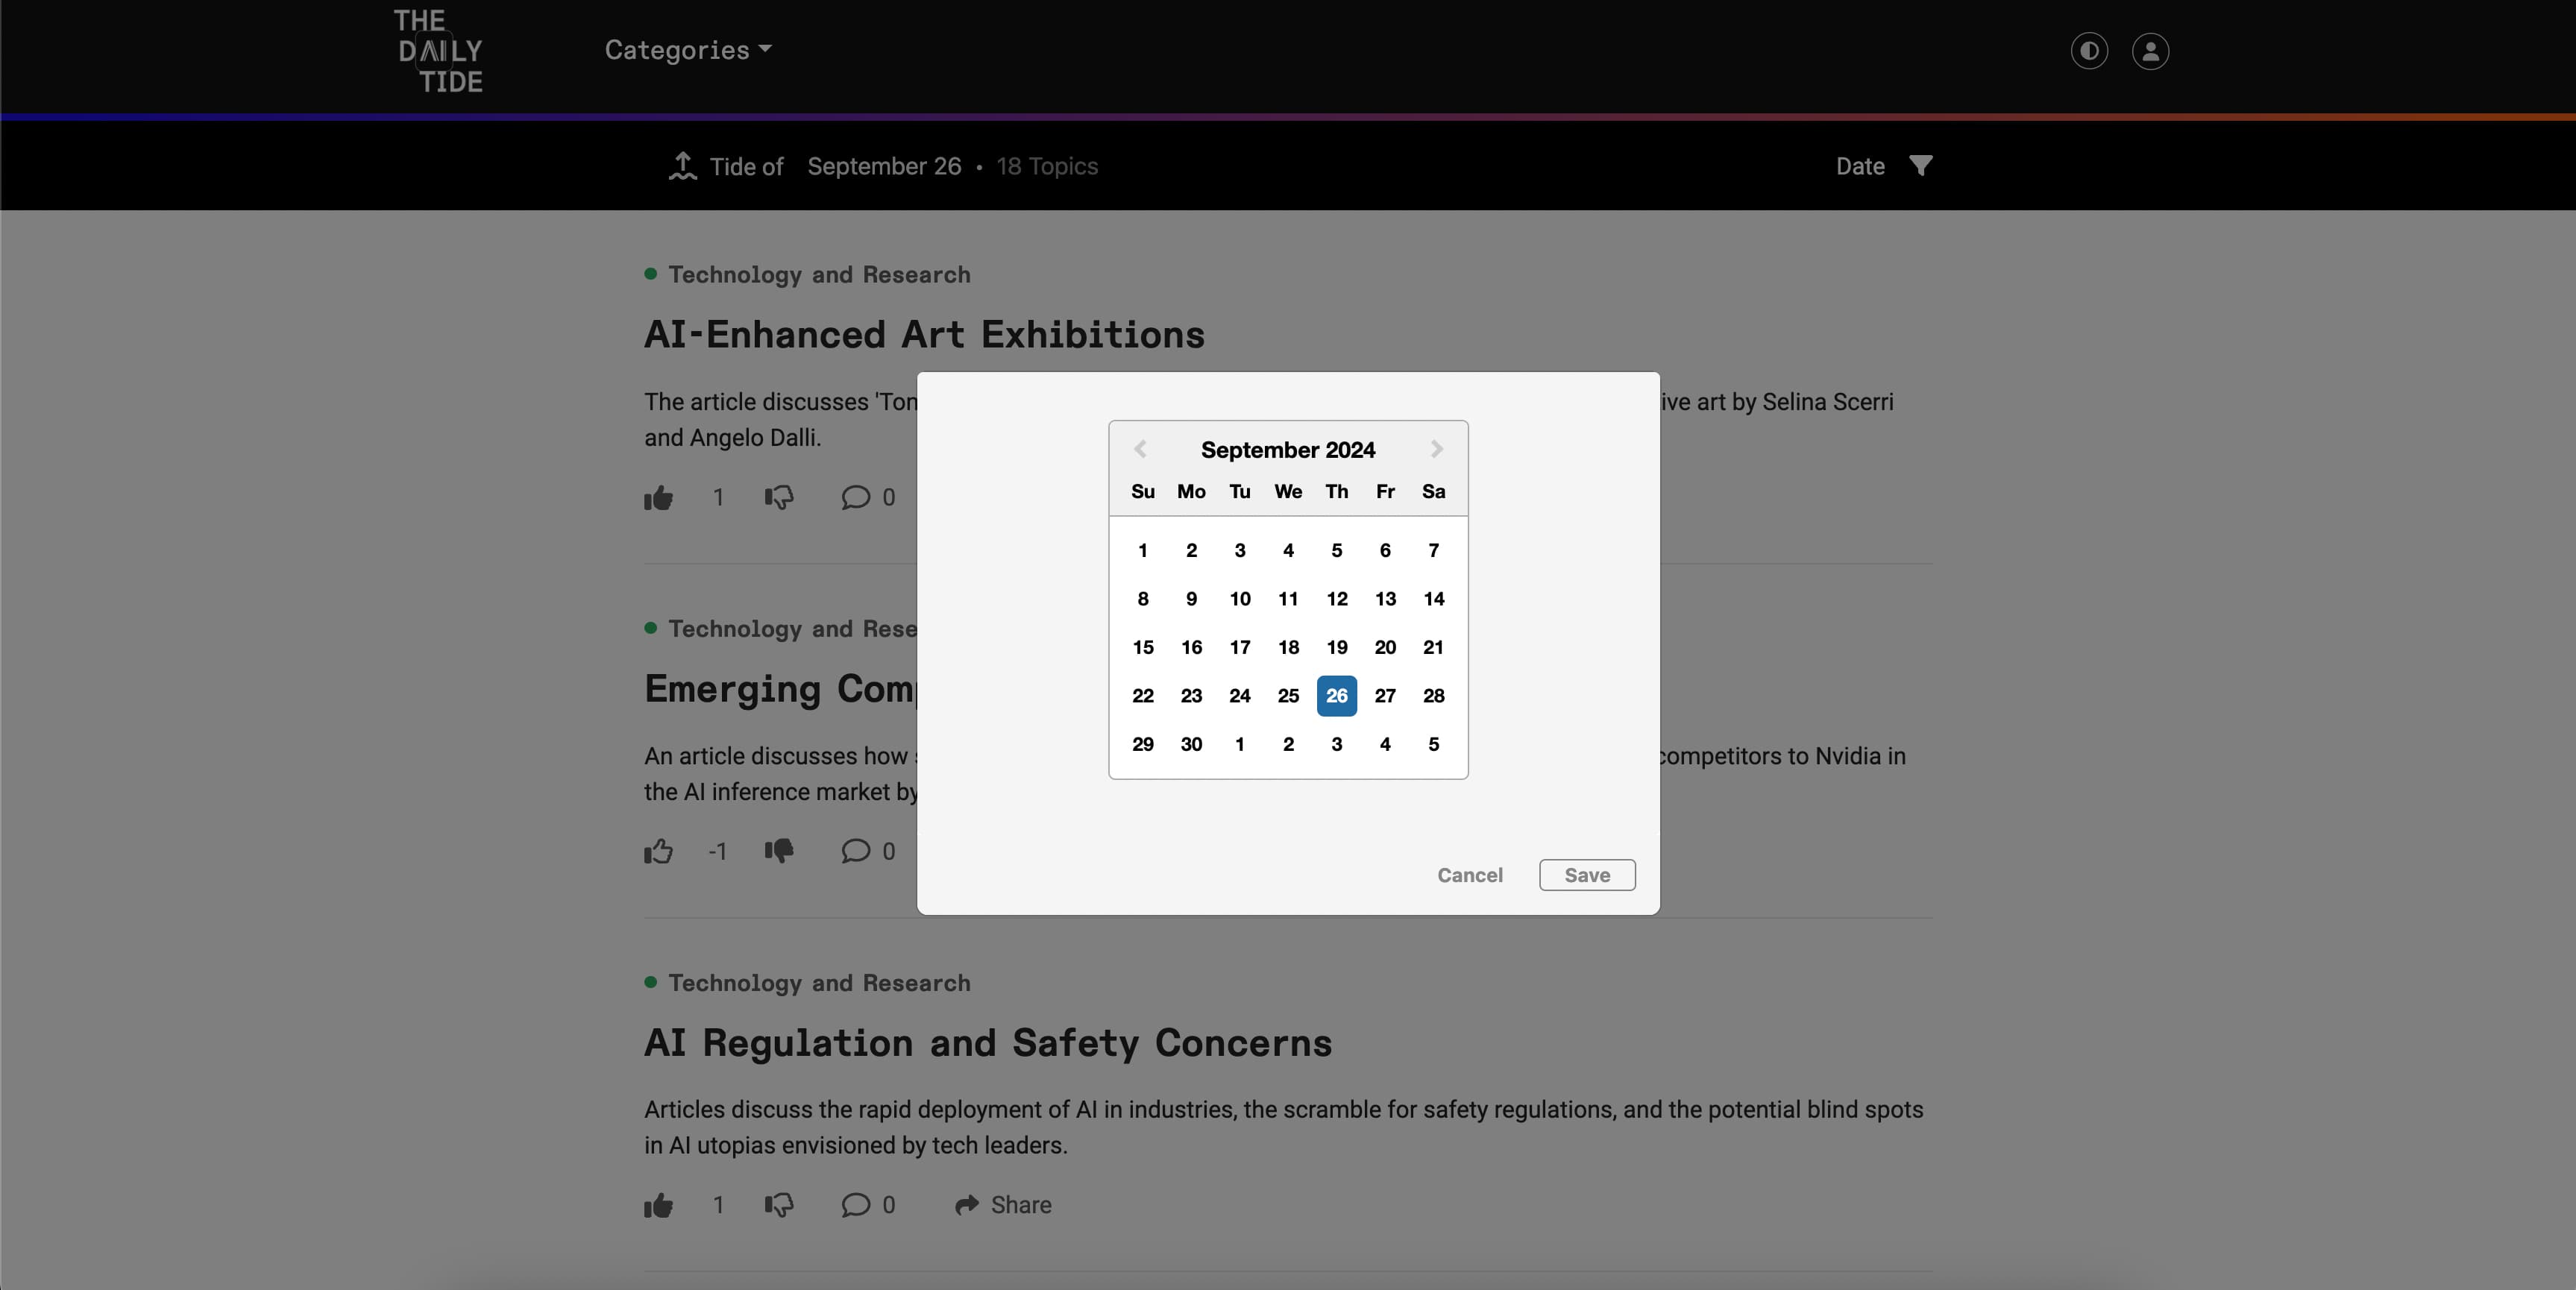 THE
DAILY
TIDE
Categories
Tide of September 26 • 18 Topics
Date
Technology and Research
AI-Enhanced Art Exhibitions
The article discusses 'Ton
ive art by Selina Scerri
and Angelo Dalli.
1
0
Technology and Rese
Emerging Comp
An article discusses how
competitors to Nvidia in
the AI inference market by
-1
0
September 2024
Su Mo Tu We Th Fr Sa
1 2 3 4 5 6 7
8 9 10 11 12 13 14
15 16 17 18 19 20 21
22 23 24 25 26 27 28
29 30 1 2 3 4 5
Cancel
Save
Technology and Research
AI Regulation and Safety Concerns
Articles discuss the rapid deployment of AI in industries, the scramble for safety regulations, and the potential blind spots
in AI utopias envisioned by tech leaders.
1
0
Share